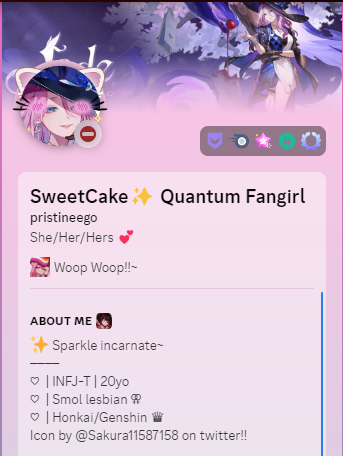 SweetCake✨ Quantum Fangirl
pristineego
She/Her/Hers 💕
Woop Woop!!~
ABOUT ME
✨ Sparkle incarnate~
————
♡ | INFJ-T | 20yo
♡ | Smol lesbian ⚢
♡ | Honkai/Genshin ♛
Icon by @Sakura11587158 on twitter!!